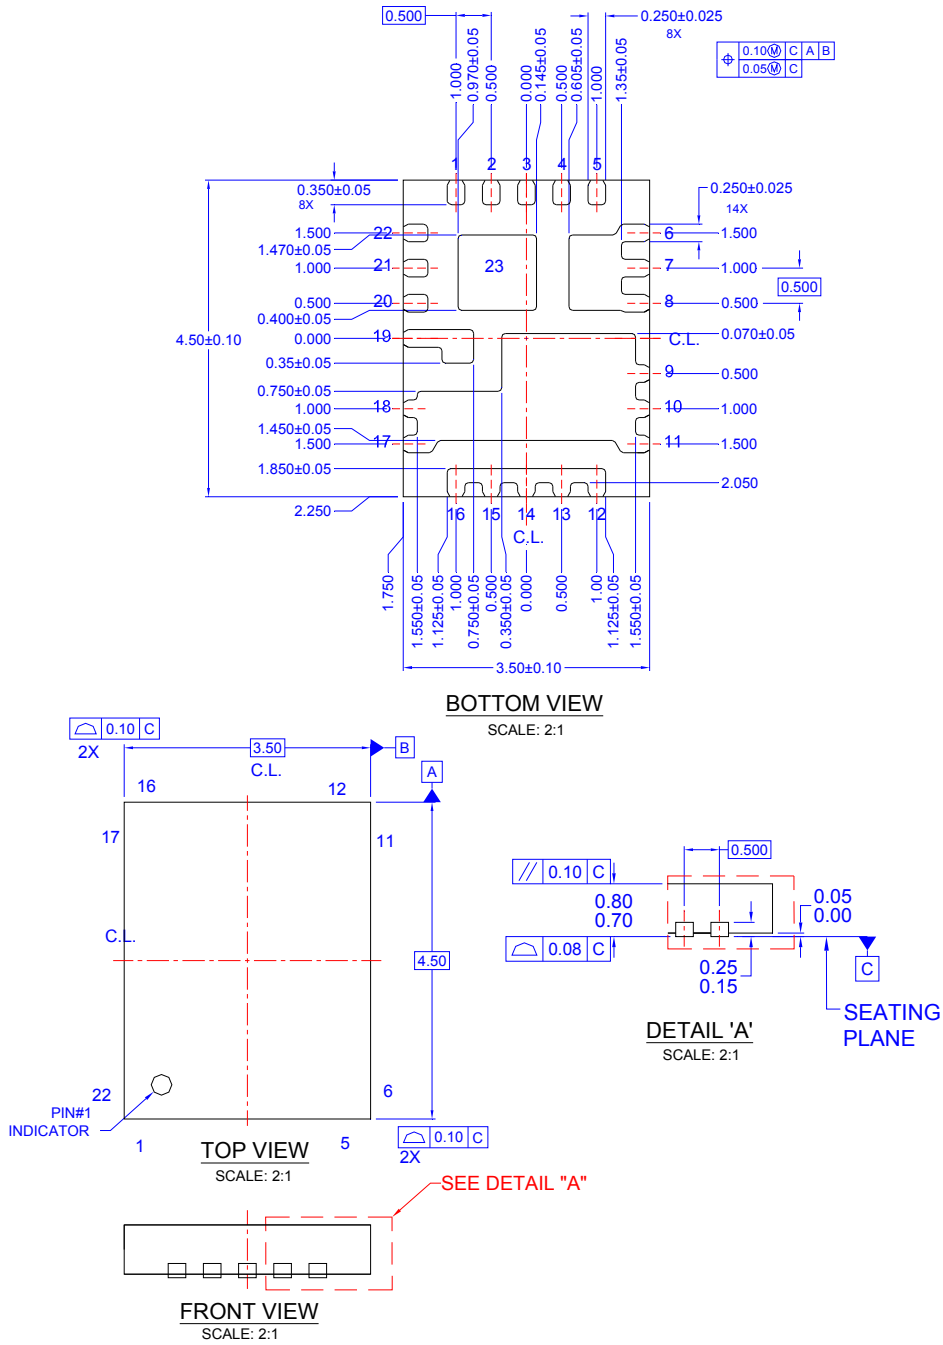 0.500
0.250±0.025
8X
0.10Ⓜ C A B
0.05Ⓜ C
1.000
0.970±0.05
0.500
0.000
0.145±0.05
0.500
0.605±0.05
1.000
1.35±0.05
1 2 3 4 5
0.350±0.05
8X
0.250±0.025
14X
1.500 22
6 1.500
1.470±0.05
1.000 21
23
7 1.000
0.500
0.500 20
8 0.500
0.400±0.05
4.50±0.10
0.000 19
C.L.
0.070±0.05
0.35±0.05
9 0.500
0.750±0.05
1.000 18
10 1.000
1.450±0.05
1.500 17
11 1.500
1.850±0.05
2.050
2.250
16 15 14 13 12
C.L.
1.750
1.550±0.05
1.125±0.05
1.000
0.750±0.05
0.500
0.350±0.05
0.000
0.500
1.00
1.125±0.05
1.550±0.05
3.50±0.10
BOTTOM VIEW
SCALE: 2:1
0.10 C
2X
3.50
B
C.L.
A
16
12
17
11
C.L.
4.50
22
6
PIN#1
INDICATOR
1
5
0.10 C
2X
TOP VIEW
SCALE: 2:1
0.500
// 0.10 C
0.80
0.70
0.05
0.00
0.08 C
0.25
0.15
C
SEATING
PLANE
DETAIL 'A'
SCALE: 2:1
SEE DETAIL "A"
FRONT VIEW
SCALE: 2:1